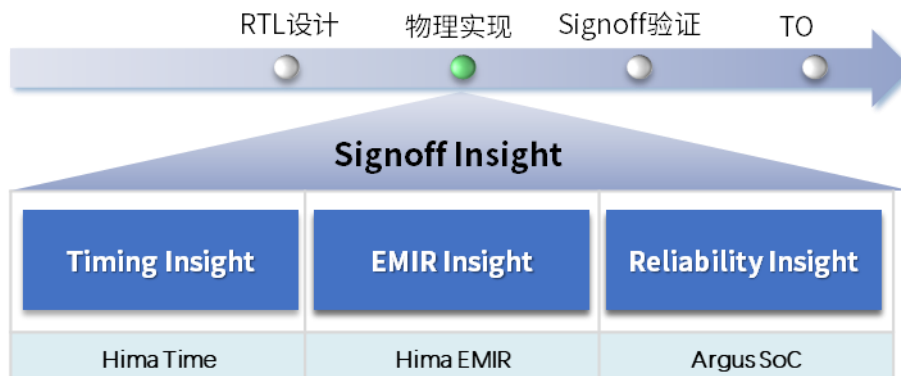 RTL设计 物理实现 Signoff验证 TO
Signoff Insight
Timing Insight EMIR Insight Reliability Insight
Hima Time Hima EMIR Argus SoC